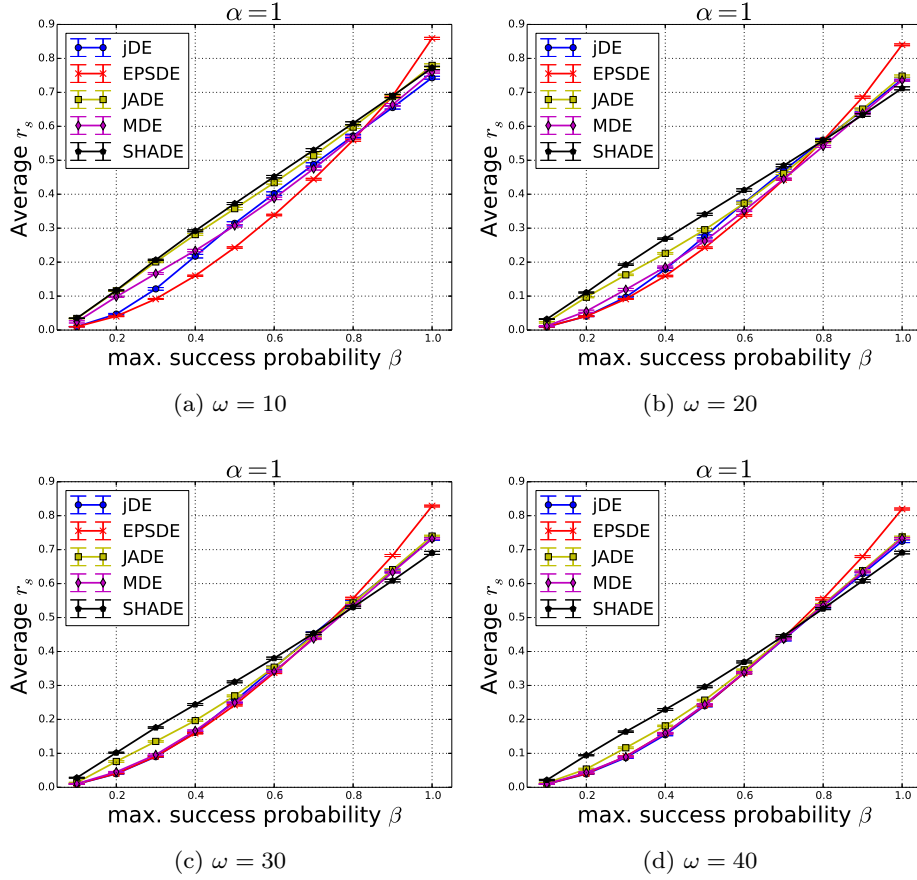 α=1
0.9
0.8
0.7
0.6
0.5
0.4
0.3
0.2
0.1
0.0
Average r_s
jDE
EPSDE
JADE
MDE
SHADE
0.2 0.4 0.6 0.8 1.0
max. success probability β
(a) ω = 10
α=1
0.9
0.8
0.7
0.6
0.5
0.4
0.3
0.2
0.1
0.0
Average r_s
jDE
EPSDE
JADE
MDE
SHADE
0.2 0.4 0.6 0.8 1.0
max. success probability β
(b) ω = 20
α=1
0.9
0.8
0.7
0.6
0.5
0.4
0.3
0.2
0.1
0.0
Average r_s
jDE
EPSDE
JADE
MDE
SHADE
0.2 0.4 0.6 0.8 1.0
max. success probability β
(c) ω = 30
α=1
0.9
0.8
0.7
0.6
0.5
0.4
0.3
0.2
0.1
0.0
Average r_s
jDE
EPSDE
JADE
MDE
SHADE
0.2 0.4 0.6 0.8 1.0
max. success probability β
(d) ω = 40